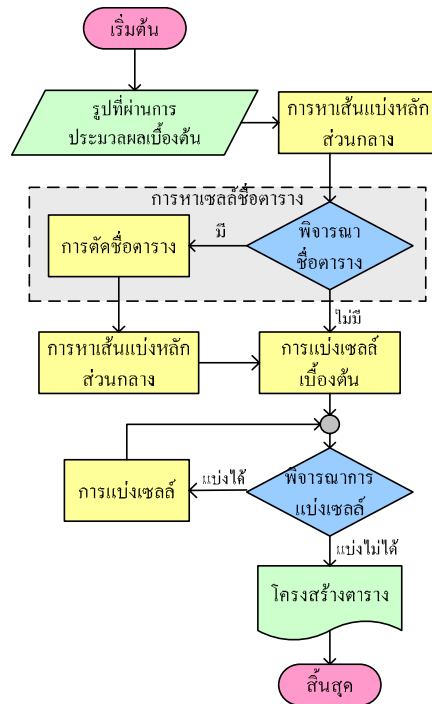 เริ่มต้น
รูปที่ผ่านการ
ประมวลผลเบื้องต้น
การหาเส้นแบ่งหลัก
ส่วนกลาง
การหาเซลล์ชื่อตาราง
พิจารณา
ชื่อตาราง
มี
การตัดชื่อตาราง
ไม่มี
การหาเส้นแบ่งหลัก
ส่วนกลาง
การแบ่งเซลล์
เบื้องต้น
พิจารณาการ
แบ่งเซลล์
แบ่งได้
การแบ่งเซลล์
แบ่งไม่ได้
โครงสร้างตาราง
สิ้นสุด